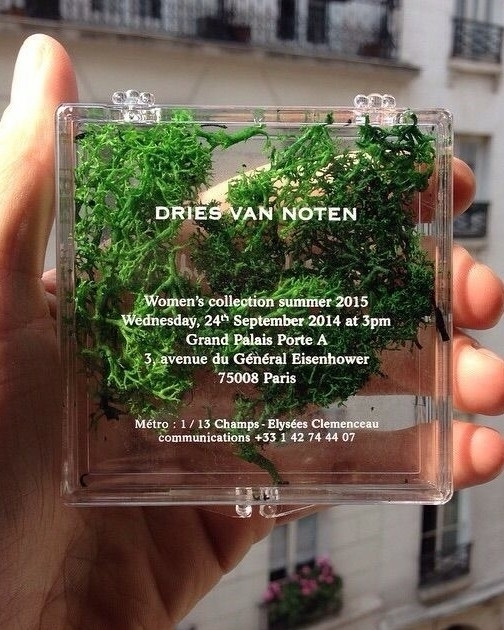 DRIES VAN NOTEN
Women's collection summer 2015
Wednesday, 24th September 2014 at 3pm
Grand Palais Porte A
3, avenue du Général Eisenhower
75008 Paris
Métro : 1 / 13 Champs - Elysées Clemenceau
communications +33 1 42 74 44 07